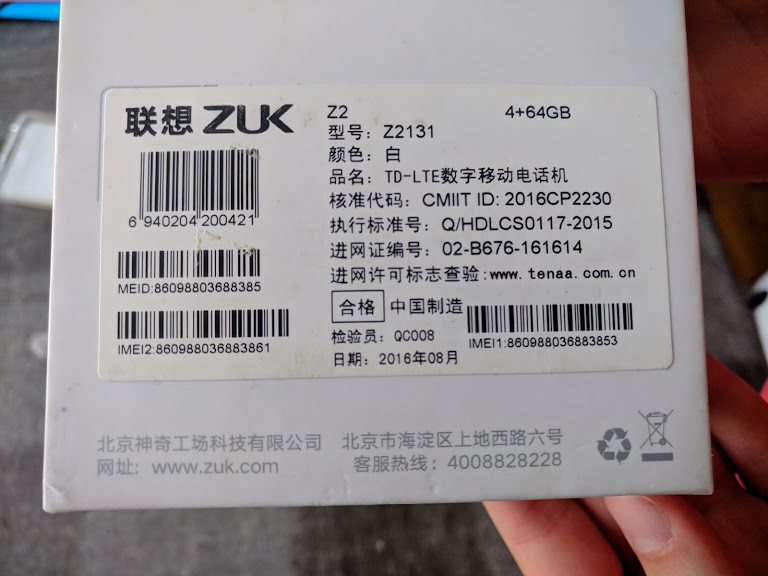 联想 ZUK
Z2 4+64GB
型号：Z2131
颜色：白
品名：TD-LTE数字移动电话机
核准代码：CMIIT ID: 2016CP2230
执行标准号：Q/HDLCS0117-2015
进网证编号：02-B676-161614
进网许可标志查验:www.tenaa.com.cn
合格 中国制造
检验员：QC008
日期：2016年08月
6 940204 200421
MEID:86098803688385
IMEI2:860988036883861
IMEI1:860988036883853
北京神奇工场科技有限公司 北京市海淀区上地西路六号
网址：www.zuk.com 客服热线：4008828228